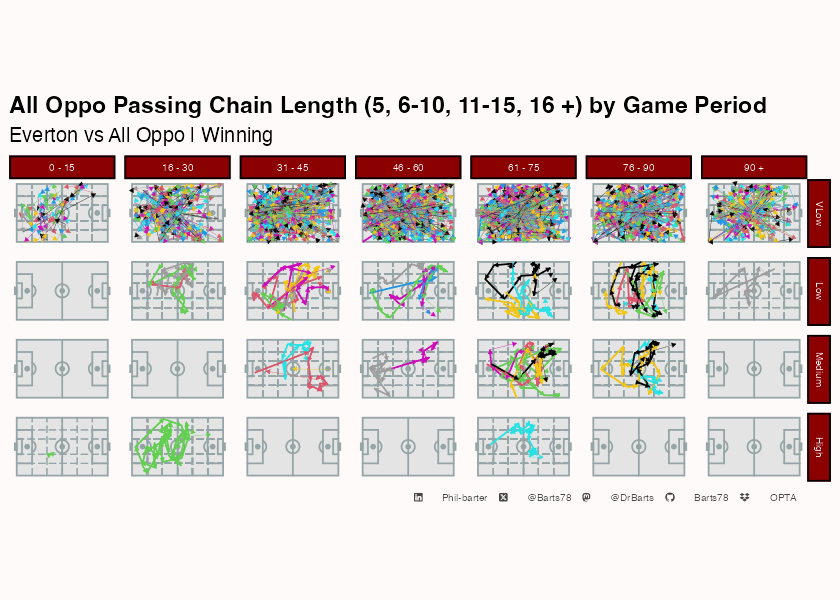 All Oppo Passing Chain Length (5, 6-10, 11-15, 16 +) by Game Period
Everton vs All Oppo | Winning
0 - 15 16 - 30 31 - 45 46 - 60 61 - 75 76 - 90 90 +
VLow
Low
Medium
High
Phil-barter @Barts78 @DrBarts Barts78 OPTA